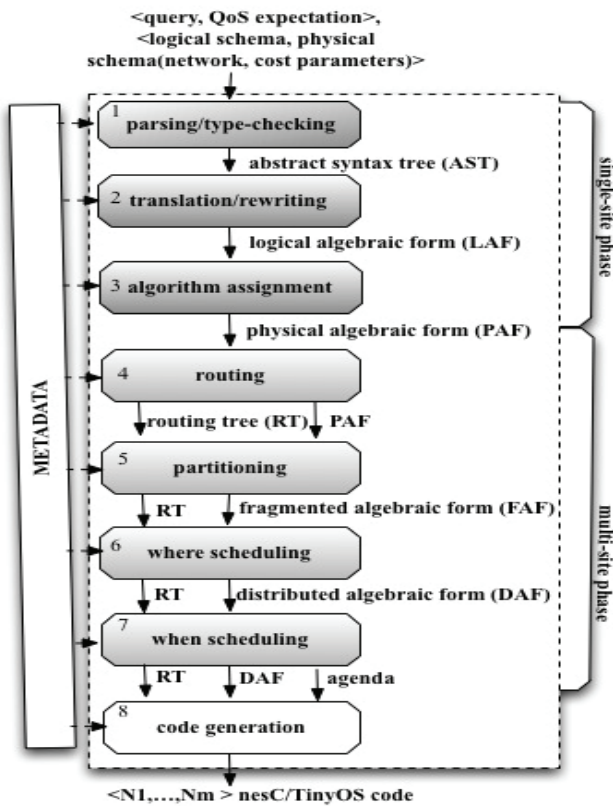 <query, QoS expectation>,
<logical schema, physical
schema(network, cost parameters)>
1
parsing/type-checking
abstract syntax tree (AST)
2 translation/rewriting
logical algebraic form (LAF)
3 algorithm assignment
physical algebraic form (PAF)
4 routing
routing tree (RT) PAF
5 partitioning
RT fragmented algebraic form (FAF)
6 where scheduling
RT distributed algebraic form (DAF)
7 when scheduling
RT DAF agenda
8 code generation
<N1,...,Nm > nesC/TinyOS code
METADATA
single-site phase
multi-site phase